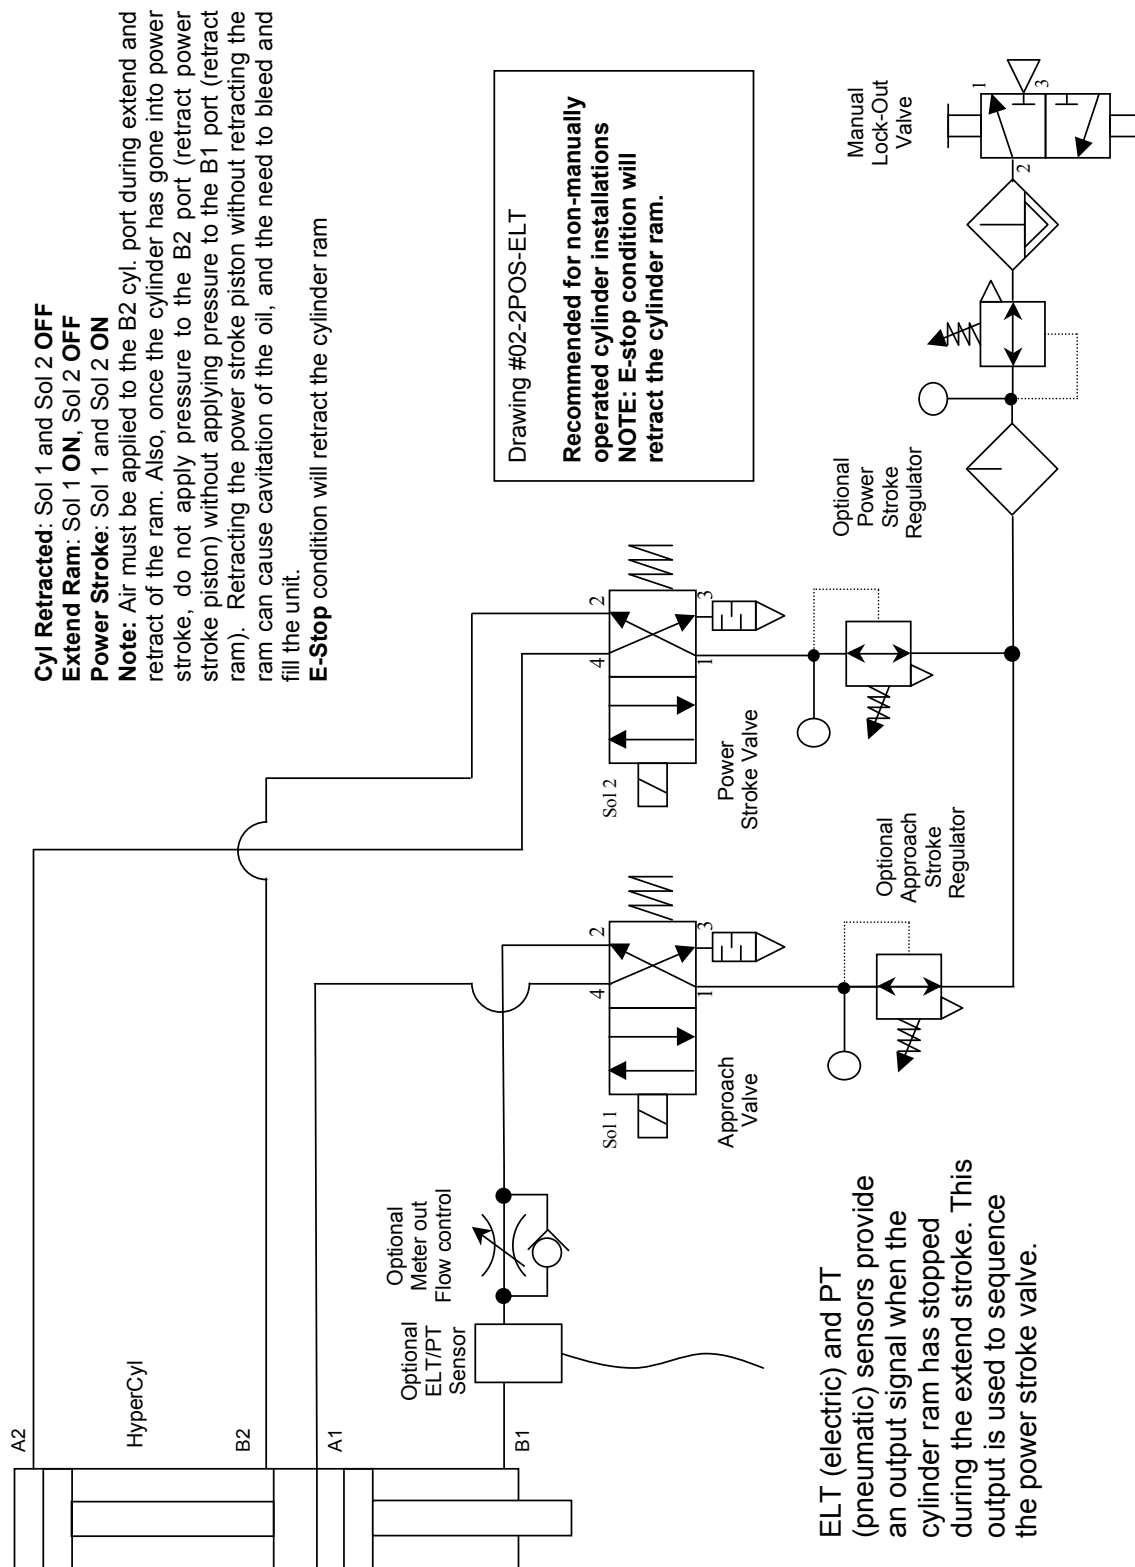 Cyl Retracted: Sol 1 and Sol 2 OFF
Extend Ram: Sol 1 ON, Sol 2 OFF
Power Stroke: Sol 1 and Sol 2 ON
Note: Air must be applied to the B2 cyl. port during extend and
retract of the ram. Also, once the cylinder has gone into power
stroke, do not apply pressure to the B2 port (retract power
stroke piston) without applying pressure to the B1 port (retract
ram). Retracting the power stroke piston without retracting the
ram can cause cavitation of the oil, and the need to bleed and
fill the unit.
E-Stop condition will retract the cylinder ram
Drawing #02-2POS-ELT
Recommended for non-manually
operated cylinder installations
NOTE: E-stop condition will
retract the cylinder ram.
A2
HyperCyl
B2
A1
B1
Optional
ELT/PT
Sensor
Optional
Meter out
Flow control
Sol 1
4
2
1
3
Approach
Valve
Sol 2
4
2
1
3
Power
Stroke Valve
Optional
Approach
Stroke
Regulator
Optional
Power
Stroke
Regulator
Manual
Lock-Out
Valve
1
2
3
ELT (electric) and PT
(pneumatic) sensors provide
an output signal when the
cylinder ram has stopped
during the extend stroke. This
output is used to sequence
the power stroke valve.